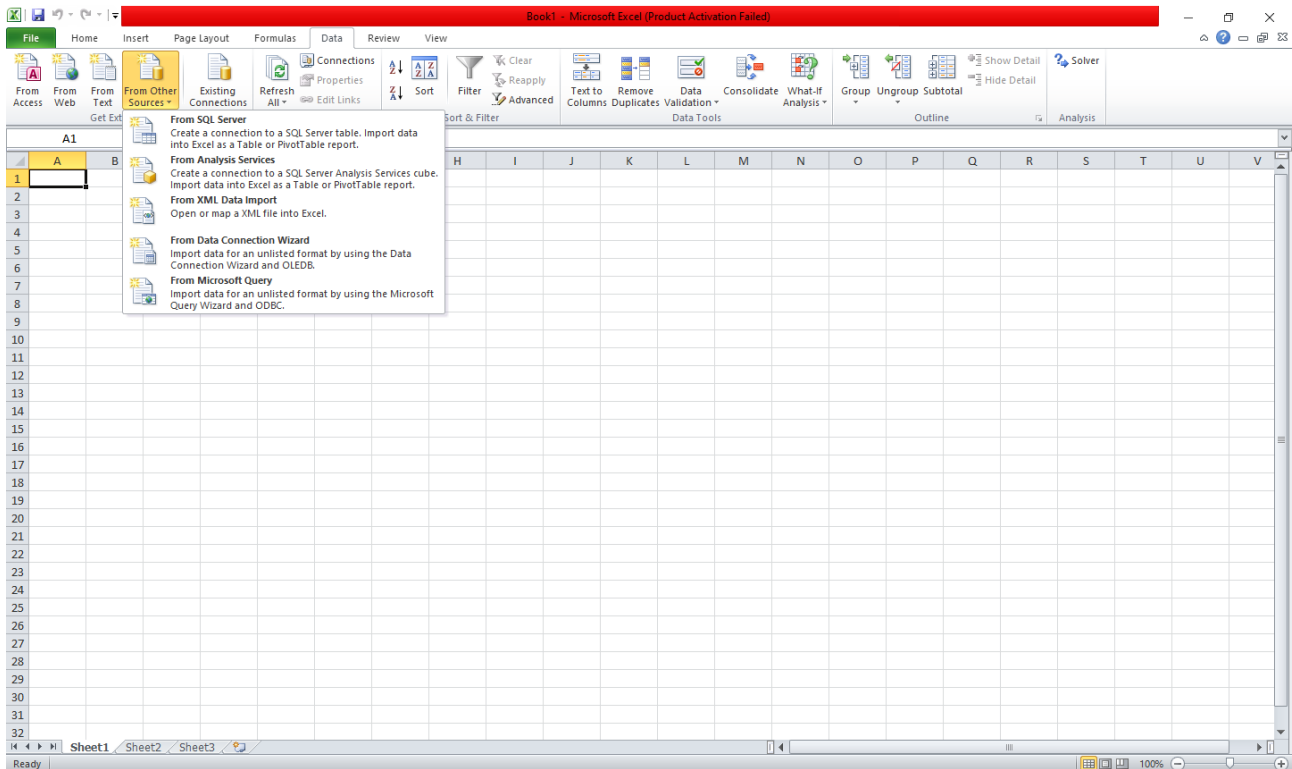 Book1 - Microsoft Excel (Product Activation Failed)
File Home Insert Page Layout Formulas Data Review View
From Access
From Web
From Text
From Other Sources
Existing Connections
Refresh All
Connections
Properties
Edit Links
Sort
Filter
Clear
Reapply
Advanced
Text to Columns
Remove Duplicates
Data Validation
Consolidate
What-If Analysis
Group
Ungroup
Subtotal
Show Detail
Hide Detail
Solver
Get Ext
Sort & Filter
Data Tools
Outline
Analysis
From SQL Server
Create a connection to a SQL Server table. Import data
into Excel as a Table or PivotTable report.
From Analysis Services
Create a connection to a SQL Server Analysis Services cube.
Import data into Excel as a Table or PivotTable report.
From XML Data Import
Open or map a XML file into Excel.
From Data Connection Wizard
Import data for an unlisted format by using the Data
Connection Wizard and OLEDB.
From Microsoft Query
Import data for an unlisted format by using the Microsoft
Query Wizard and ODBC.
A1
A B H I J K L M N O P Q R S T U V
1
2
3
4
5
6
7
8
9
10
11
12
13
14
15
16
17
18
19
20
21
22
23
24
25
26
27
28
29
30
31
32
Sheet1 Sheet2 Sheet3
Ready 100%